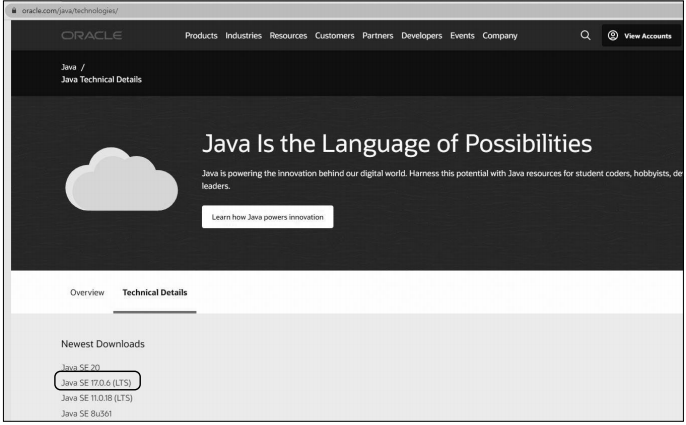 oracle.com/java/technologies/
ORACLE Products Industries Resources Customers Partners Developers Events Company View Accounts
Java /
Java Technical Details
Java Is the Language of Possibilities
Java is powering the innovation behind our digital world. Harness this potential with Java resources for student coders, hobbyists, de
leaders.
Learn how Java powers innovation
Overview Technical Details
Newest Downloads
Java SE 20
Java SE 17.0.6 (LTS)
Java SE 11.0.18 (LTS)
Java SE 8u361